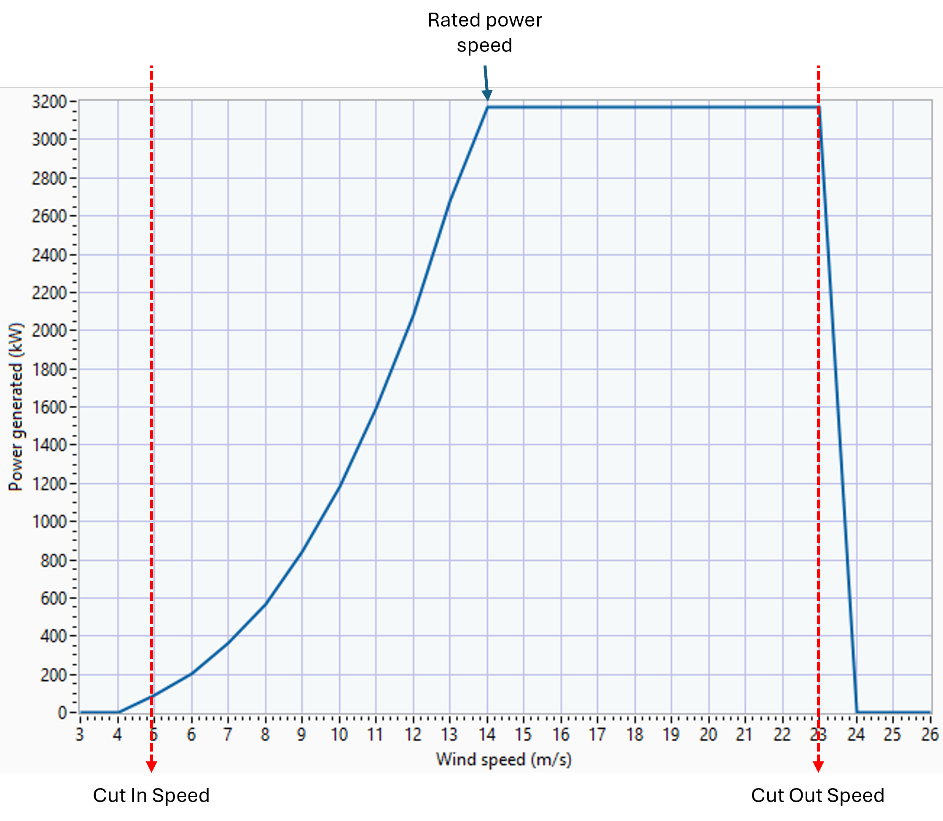 Rated power
speed
3200
3000
2800
2600
2400
2200
2000
1800
1600
1400
1200
1000
800
600
400
200
0
Power generated (kW)
3 4 5 6 7 8 9 10 11 12 13 14 15 16 17 18 19 20 21 22 23 24 25 26
Wind speed (m/s)
Cut In Speed
Cut Out Speed